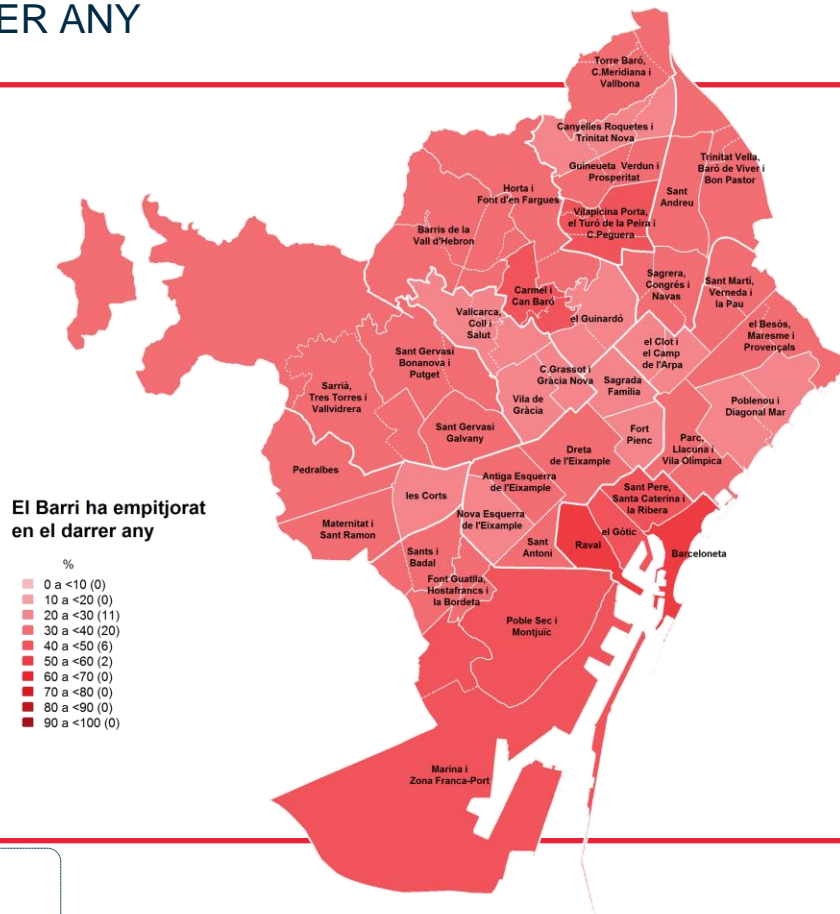 ER ANY
Torre Baró,
C.Meridiana i
Vallbona
Canyelles Roquetes i
Trinitat Nova
Guineueta Verdun i
Prosperitat
Trinitat Vella,
Baró de Viver i
Bon Pastor
Sant
Andreu
Horta i
Font d'en Fargues
Vilapicina Porta,
el Turó de la Peira i
C.Peguera
Barris de la
Vall d'Hebron
Sagrera,
Congrés i
Navas
Sant Martí,
Verneda i
la Pau
Carmel i
Can Baró
Vallcarca,
Coll i
Salut
el Guinardó
el Besòs,
Maresme i
Provençals
el Clot i
el Camp
de l'Arpa
Sant Gervasi
Bonanova i
Putget
C.Grassot i
Gràcia Nova
Sagrada
Família
Sarrià,
Tres Torres i
Vallvidrera
Vila de
Gràcia
Poblenou i
Diagonal Mar
Sant Gervasi
Galvany
Fort
Pienc
Parc,
Llacuna i
Vila Olímpica
Dreta
de l'Eixample
Pedralbes
Antiga Esquerra
de l'Eixample
les Corts
Sant Pere,
Santa Caterina i
la Ribera
Nova Esquerra
de l'Eixample
Maternitat i
Sant Ramon
el Gòtic
Sant
Antoni
Raval
Barceloneta
Sants i
Badal
Font Guatlla,
Hostafrancs i
la Bordeta
Poble Sec i
Montjuïc
Marina i
Zona Franca-Port
El Barri ha empitjorat
en el darrer any
%
0 a <10 (0)
10 a <20 (0)
20 a <30 (11)
30 a <40 (20)
40 a <50 (6)
50 a <60 (2)
60 a <70 (0)
70 a <80 (0)
80 a <90 (0)
90 a <100 (0)